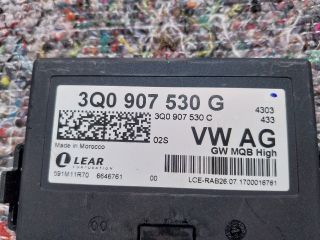 3Q0 907 530 G
3Q0 907 530 C
4303
433
02S
VW AG
GW MQB High
Made in Morocco
LEAR
CORPORATION
591M11R70 6646761 00
LCE-RAB26.07.1700016761